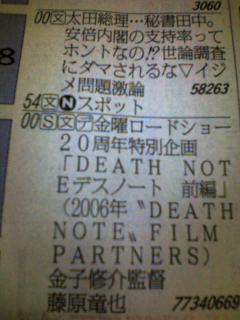 3060
00文太田総理…秘書田中。
安倍内閣の支持率って
ホントなの!?世論調査
にダマされるな▽イジ
メ問題激論 58263
54文Nスポット
00S文デ金曜ロードショー
20周年特別企画
「DEATH NOT
Eデスノート 前編」
(2006年〝DEATH
NOTE〟FILM
PARTNERS)
金子修介監督
藤原竜也 77340669
8